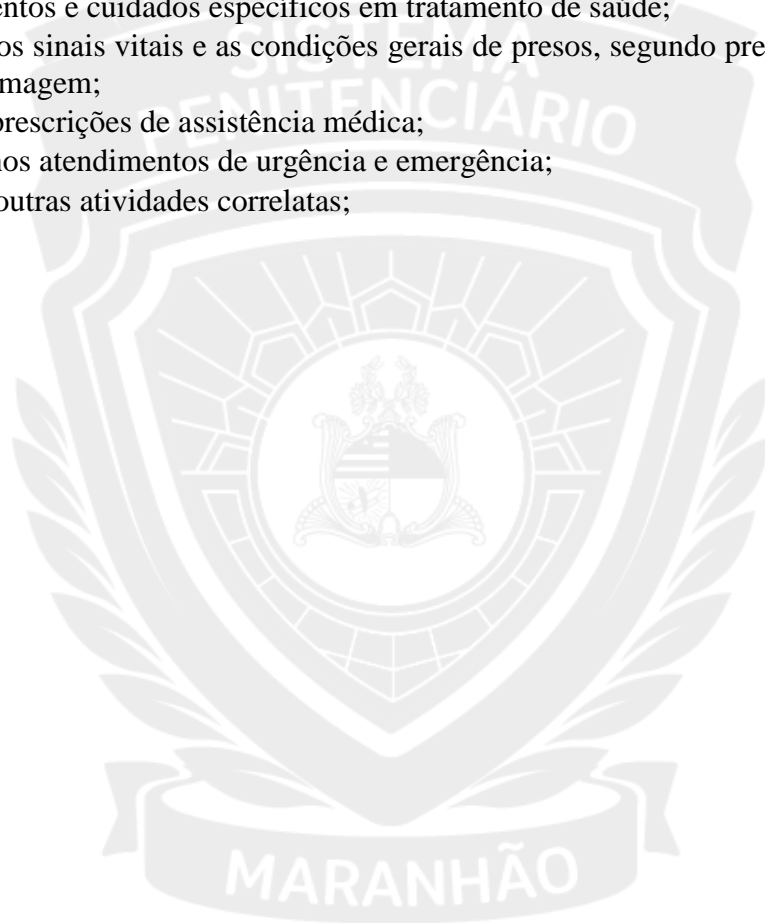 entos e cuidados específicos em tratamento de saúde;
os sinais vitais e as condições gerais de presos, segundo pre
magem;
prescrições de assistência médica;
nos atendimentos de urgência e emergência;
outras atividades correlatas;
SISTEMA
PENITENCIÁRIO
MARANHÃO